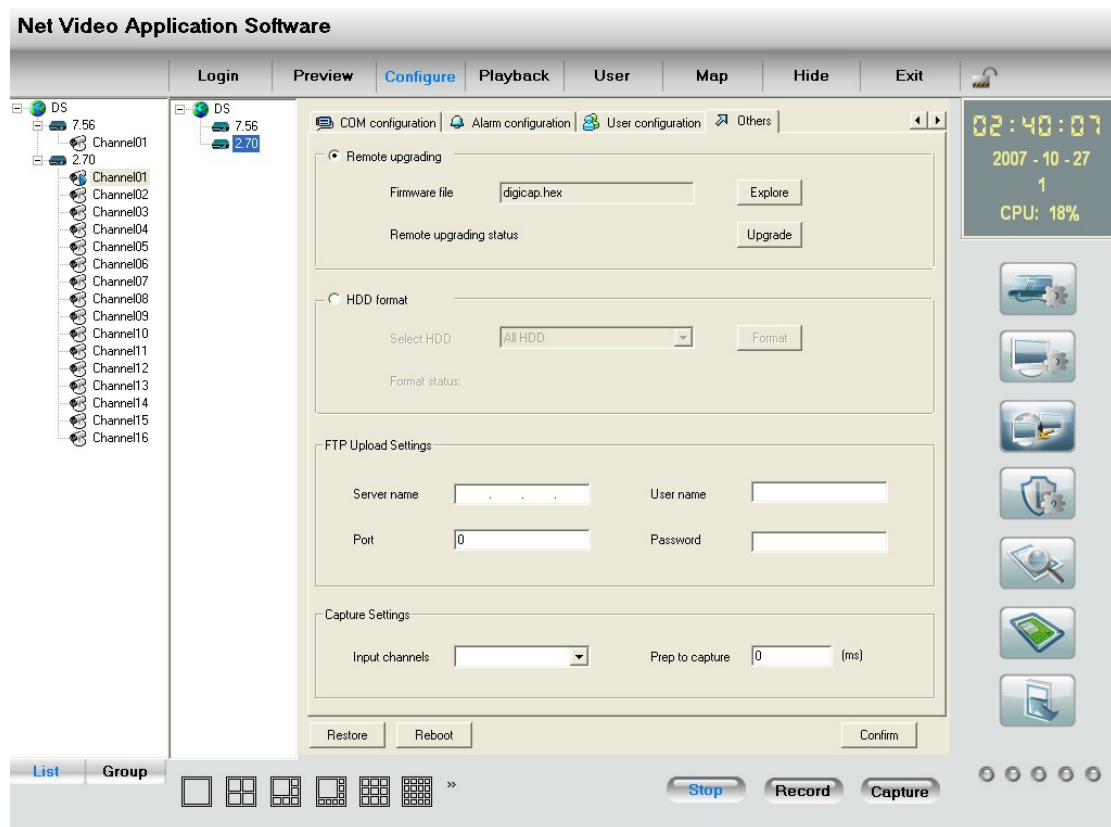 Net Video Application Software
Login Preview Configure Playback User Map Hide Exit
DS
7.56
Channel01
2.70
Channel01
Channel02
Channel03
Channel04
Channel05
Channel06
Channel07
Channel08
Channel09
Channel10
Channel11
Channel12
Channel13
Channel14
Channel15
Channel16
DS
7.56
2.70
COM configuration Alarm configuration User configuration Others
Remote upgrading
Firmware file digicap.hex Explore
Remote upgrading status Upgrade
HDD format
Select HDD All HDD Format
Format status:
FTP Upload Settings
Server name . . . User name
Port 0 Password
Capture Settings
Input channels Prep to capture 0 (ms)
Restore Reboot Confirm
02:40:07
2007 - 10 - 27
1
CPU: 18%
List Group
» Stop Record Capture